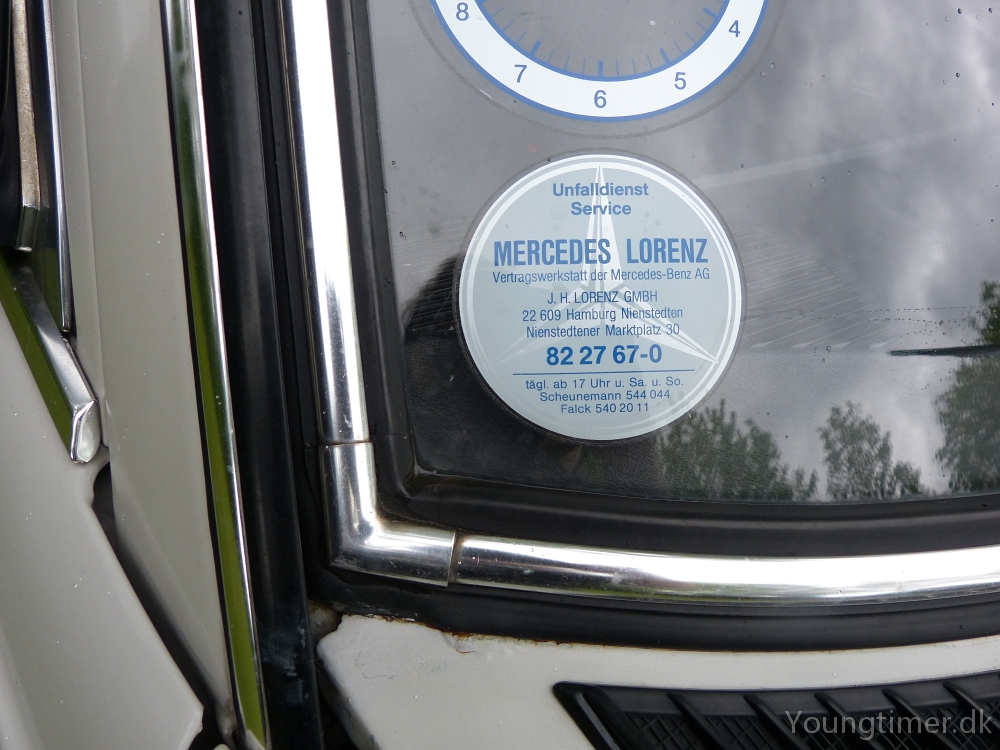 8
4
7
5
6
Unfalldienst
Service
MERCEDES LORENZ
Vertragswerkstatt der Mercedes-Benz AG
J. H. LORENZ GMBH
22 609 Hamburg Nienstedten
Nienstedtener Marktplatz 30
82 27 67-0
tägl. ab 17 Uhr u. Sa. u. So.
Scheunemann 544 044
Falck 540 20 11
Youngtimer.dk